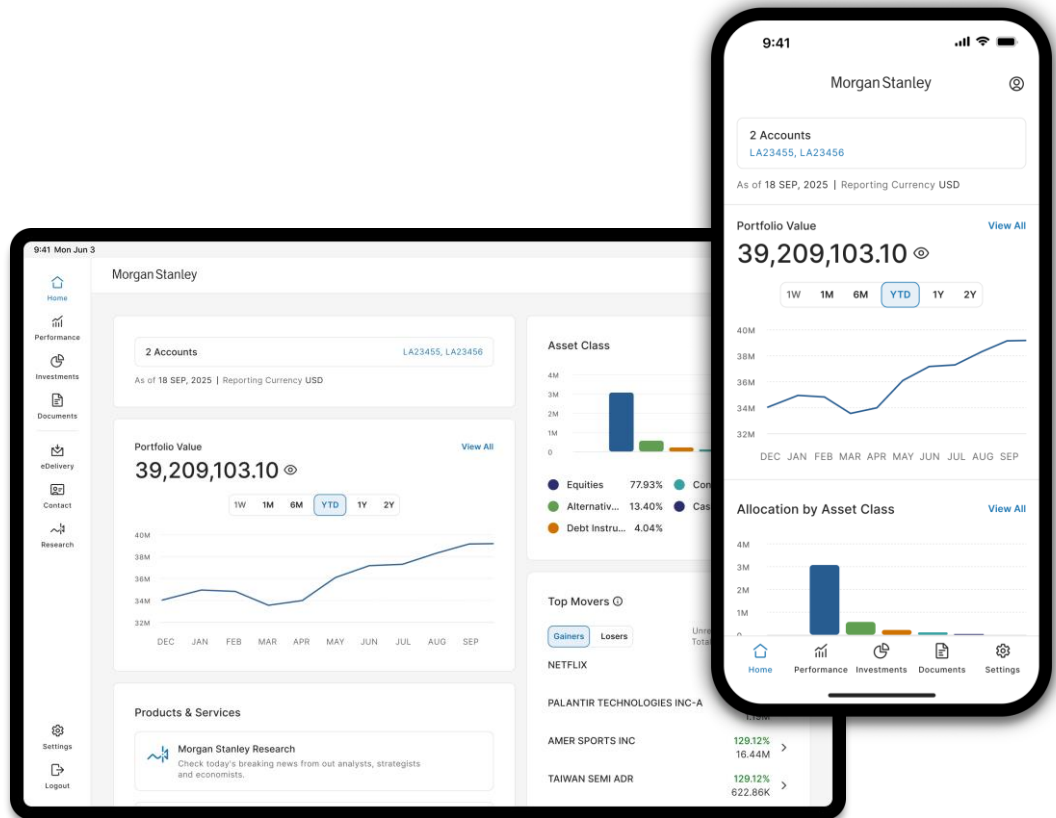 9:41 Mon Jun 3
Home
Performance
Investments
Documents
eDelivery
Contact
Research
Settings
Logout
Morgan Stanley
2 Accounts
LA23455, LA23456
As of 18 SEP, 2025 | Reporting Currency USD
Portfolio Value
View All
39,209,103.10
1W 1M 6M YTD 1Y 2Y
40M
38M
36M
34M
32M
DEC JAN FEB MAR APR MAY JUN JUL AUG SEP
Products & Services
Morgan Stanley Research
Check today's breaking news from out analysts, strategists
and economists.
Asset Class
4M
3M
2M
1M
0
Equities 77.93%
Alternativ... 13.40%
Debt Instru... 4.04%
Top Movers
Gainers Losers
NETFLIX
PALANTIR TECHNOLOGIES INC-A
AMER SPORTS INC
129.12%
16.44M
TAIWAN SEMI ADR
129.12%
622.86K
9:41
Morgan Stanley
2 Accounts
LA23455, LA23456
As of 18 SEP, 2025 | Reporting Currency USD
Portfolio Value
View All
39,209,103.10
1W 1M 6M YTD 1Y 2Y
40M
38M
36M
34M
32M
DEC JAN FEB MAR APR MAY JUN JUL AUG SEP
Allocation by Asset Class
View All
4M
3M
2M
1M
Home
Performance
Investments
Documents
Settings